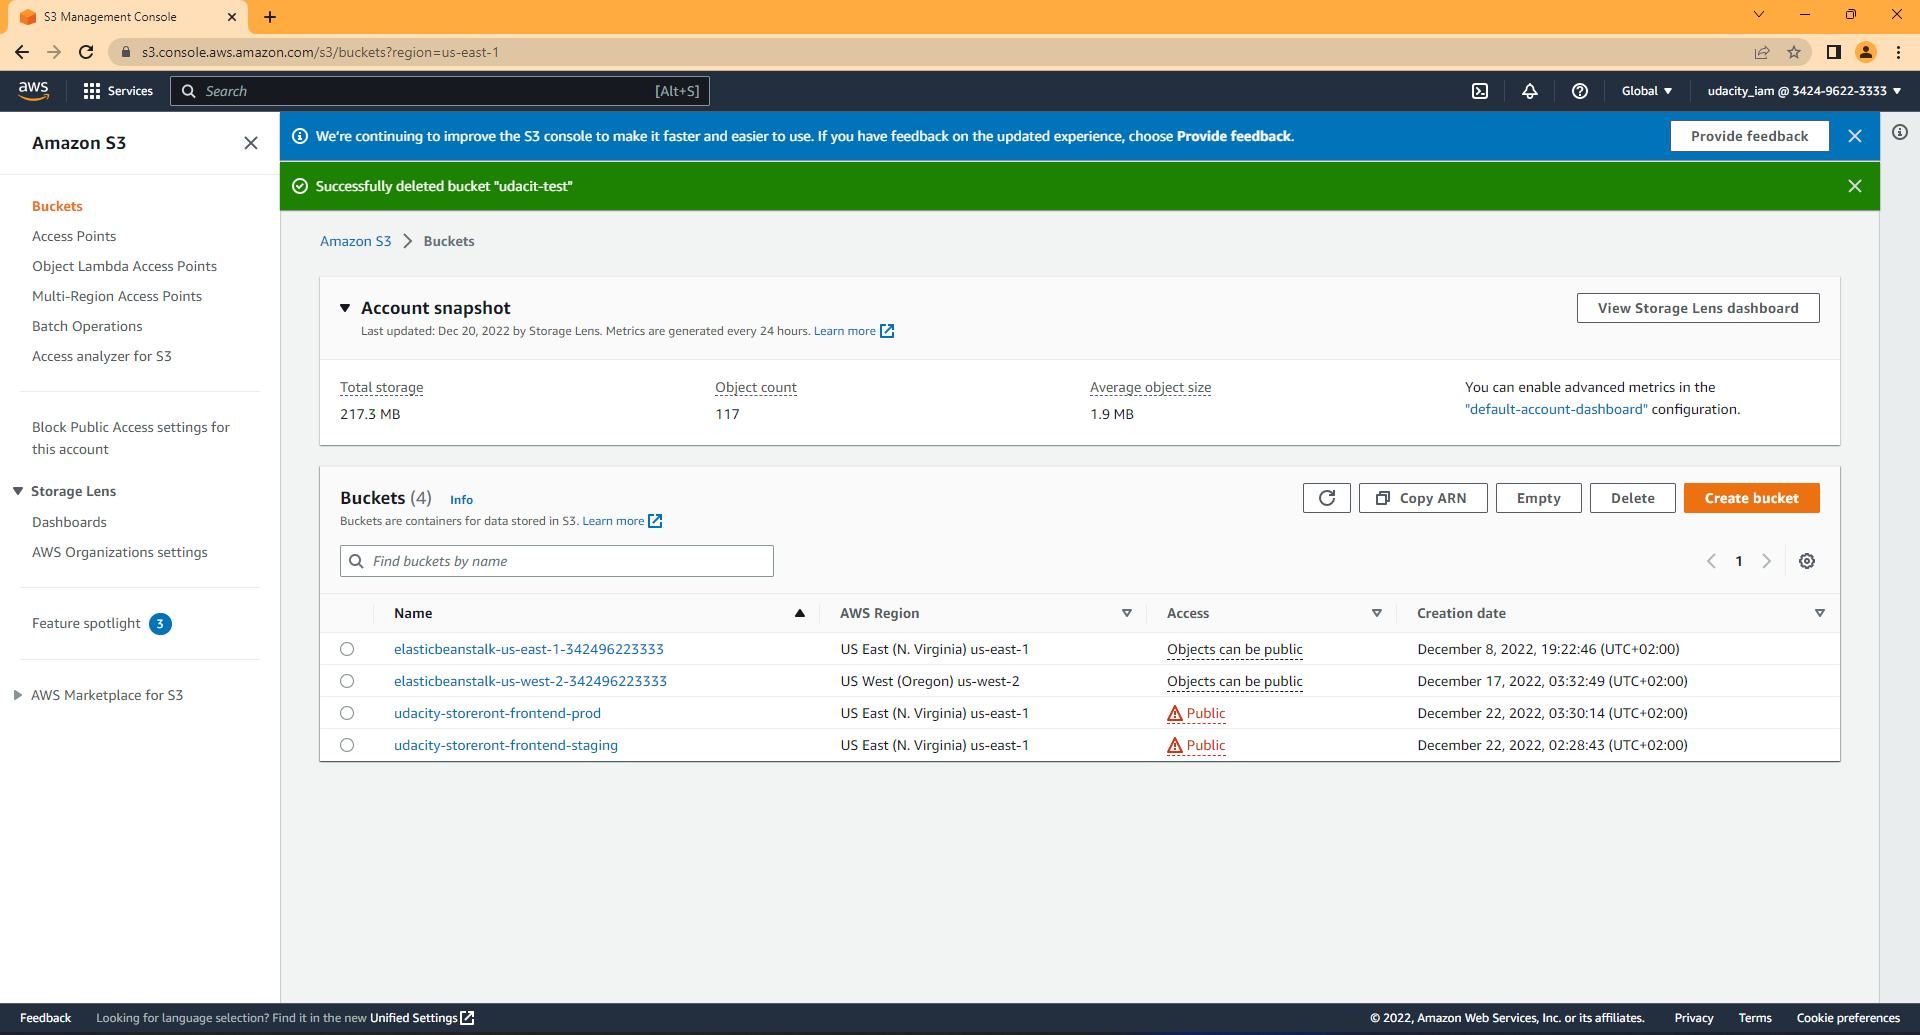 S3 Management Console
s3.console.aws.amazon.com/s3/buckets?region=us-east-1
aws Services Search [Alt+S] Global udacity_iam @ 3424-9622-3333
Amazon S3
Buckets
Access Points
Object Lambda Access Points
Multi-Region Access Points
Batch Operations
Access analyzer for S3
Block Public Access settings for
this account
Storage Lens
Dashboards
AWS Organizations settings
Feature spotlight 3
AWS Marketplace for S3
We're continuing to improve the S3 console to make it faster and easier to use. If you have feedback on the updated experience, choose Provide feedback. Provide feedback
Successfully deleted bucket "udacit-test"
Amazon S3 Buckets
Account snapshot View Storage Lens dashboard
Last updated: Dec 20, 2022 by Storage Lens. Metrics are generated every 24 hours. Learn more
Total storage
217.3 MB
Object count
117
Average object size
1.9 MB
You can enable advanced metrics in the
"default-account-dashboard" configuration.
Buckets (4) Info Copy ARN Empty Delete Create bucket
Buckets are containers for data stored in S3. Learn more
Find buckets by name 1
Name AWS Region Access Creation date
elasticbeanstalk-us-east-1-342496223333 US East (N. Virginia) us-east-1 Objects can be public December 8, 2022, 19:22:46 (UTC+02:00)
elasticbeanstalk-us-west-2-342496223333 US West (Oregon) us-west-2 Objects can be public December 17, 2022, 03:32:49 (UTC+02:00)
udacity-storeront-frontend-prod US East (N. Virginia) us-east-1 Public December 22, 2022, 03:30:14 (UTC+02:00)
udacity-storeront-frontend-staging US East (N. Virginia) us-east-1 Public December 22, 2022, 02:28:43 (UTC+02:00)
Feedback Looking for language selection? Find it in the new Unified Settings © 2022, Amazon Web Services, Inc. or its affiliates. Privacy Terms Cookie preferences